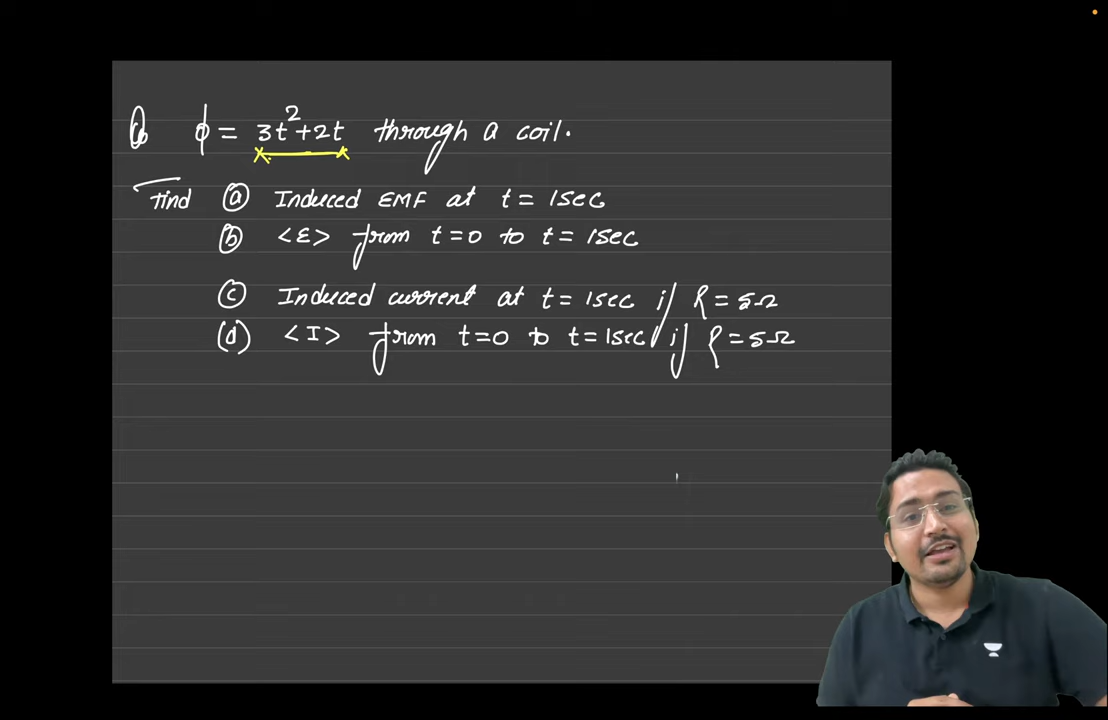 Q φ = 3t²+2t through a coil.
Find ⓐ Induced EMF at t = 1sec
ⓑ <ε> from t=0 to t = 1sec
ⓒ Induced current at t = 1sec if R = 5Ω
ⓓ <I> from t=0 to t=1sec if R = 5Ω